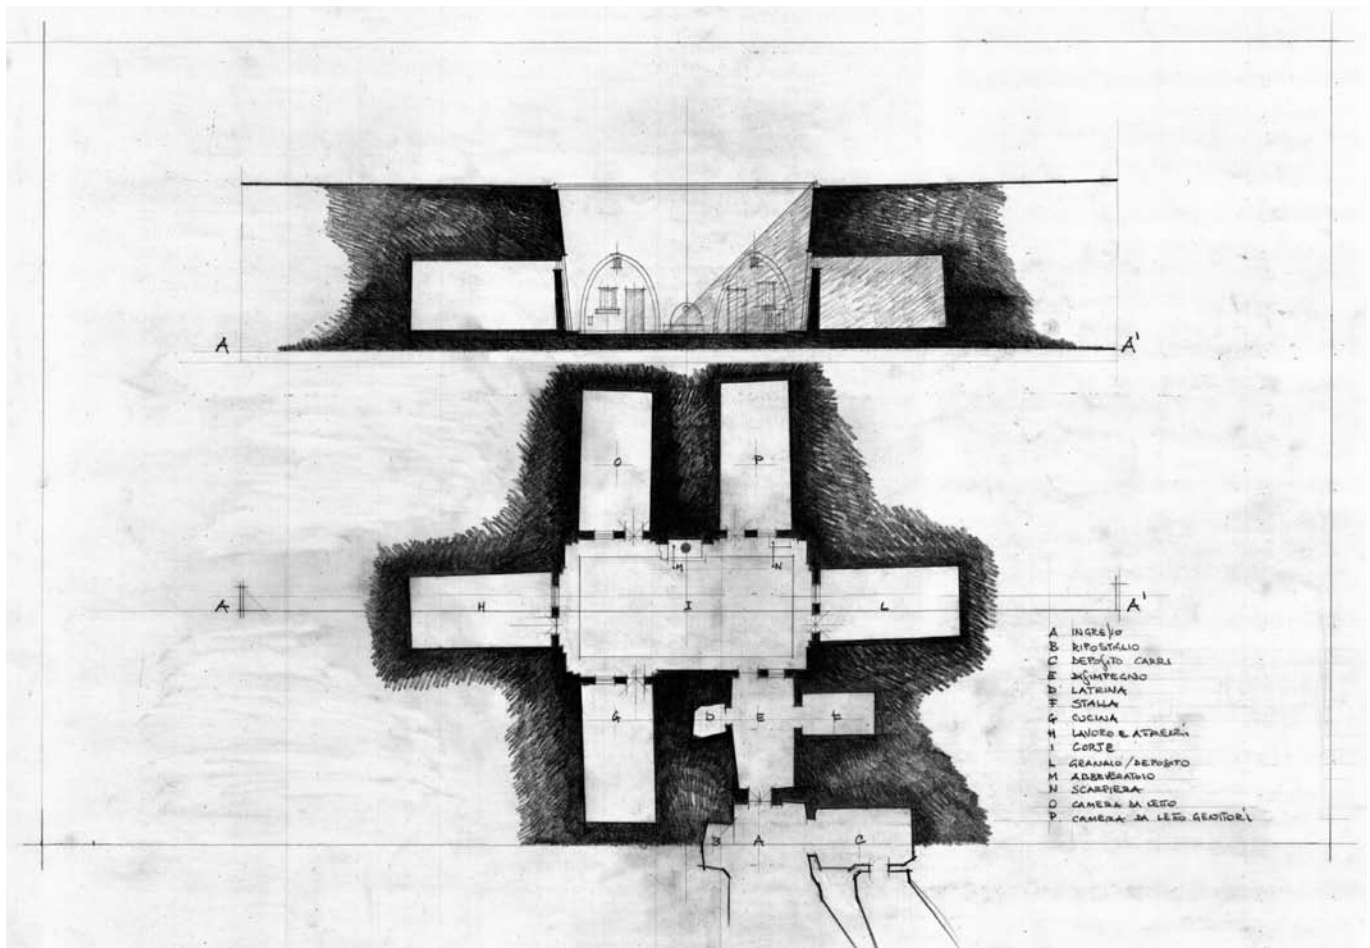 A A'
O P
M N
A H I L A'
G D E F
B A C
A INGRESSO
B RIPOSTIGLIO
C DEPOSITO CARRI
E DISIMPEGNO
D LATRINA
F STALLA
G CUCINA
H LAVORO E ATTREZZI
I CORTE
L GRANAIO/DEPOSITO
M ABBEVERATOIO
N SCARPIERA
O CAMERA DA LETTO
P. CAMERA DA LETTO GENITORI